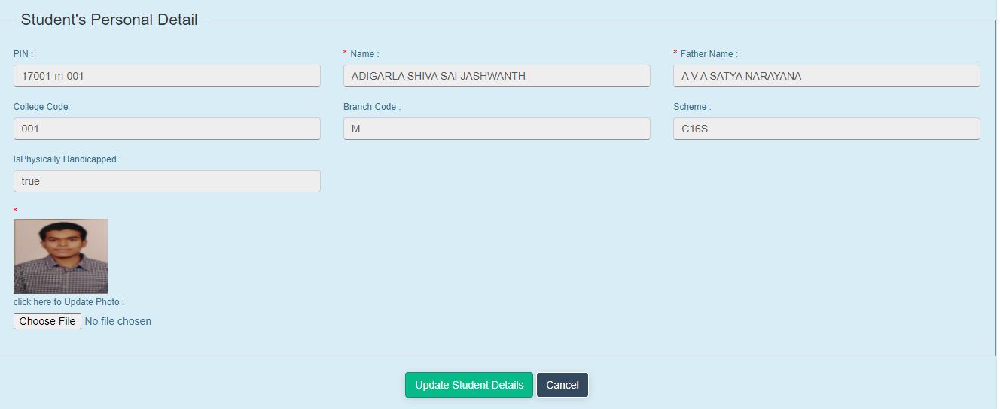 Student's Personal Detail
PIN :
* Name :
* Father Name :
17001-m-001
ADIGARLA SHIVA SAI JASHWANTH
A V A SATYA NARAYANA
College Code :
Branch Code :
Scheme :
001
M
C16S
IsPhysically Handicapped :
true
*
click here to Update Photo :
Choose File No file chosen
Update Student Details
Cancel